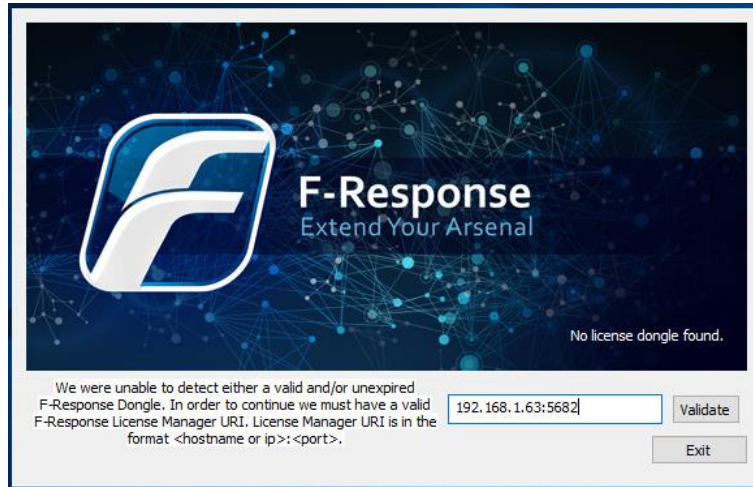 F-Response
Extend Your Arsenal
No license dongle found.
We were unable to detect either a valid and/or unexpired
F-Response Dongle. In order to continue we must have a valid
F-Response License Manager URI. License Manager URI is in the
format <hostname or ip>:<port>.
192.168.1.63:5682
Validate
Exit